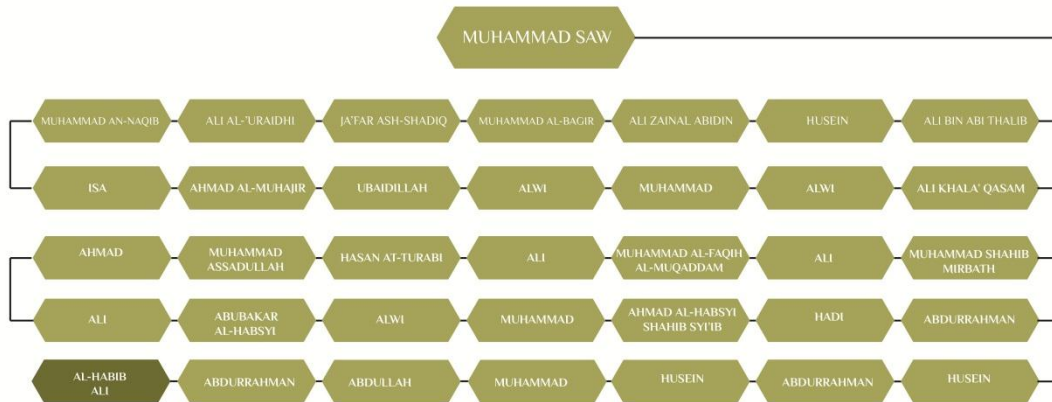 MUHAMMAD SAW
MUHAMMAD AN-NAQIB
ALI AL-'URAIDHI
JA'FAR ASH-SHADIQ
MUHAMMAD AL-BAGIR
ALI ZAINAL ABIDIN
HUSEIN
ALI BIN ABI THALIB
ISA
AHMAD AL-MUHAJIR
UBAIDILLAH
ALWI
MUHAMMAD
ALWI
ALI KHALA' QASAM
AHMAD
MUHAMMAD
ASSADULLAH
HASAN AT-TURABI
ALI
MUHAMMAD AL-FAQIH
AL-MUQADDAM
ALI
MUHAMMAD SHAHIB
MIRBATH
ALI
ABUBAKAR
AL-HABSYI
ALWI
MUHAMMAD
AHMAD AL-HABSYI
SHAHIB SYI'IB
HADI
ABDURRAHMAN
AL-HABIB
ALI
ABDURRAHMAN
ABDULLAH
MUHAMMAD
HUSEIN
ABDURRAHMAN
HUSEIN